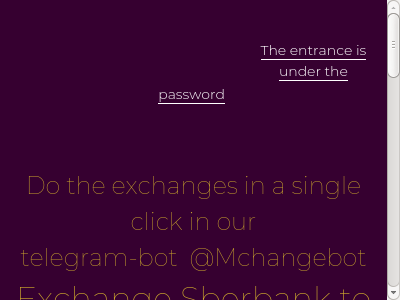 The entrance is
under the
password
Do the exchanges in a single
click in our
telegram-bot @Mchangebot
Exchange Sberbank to